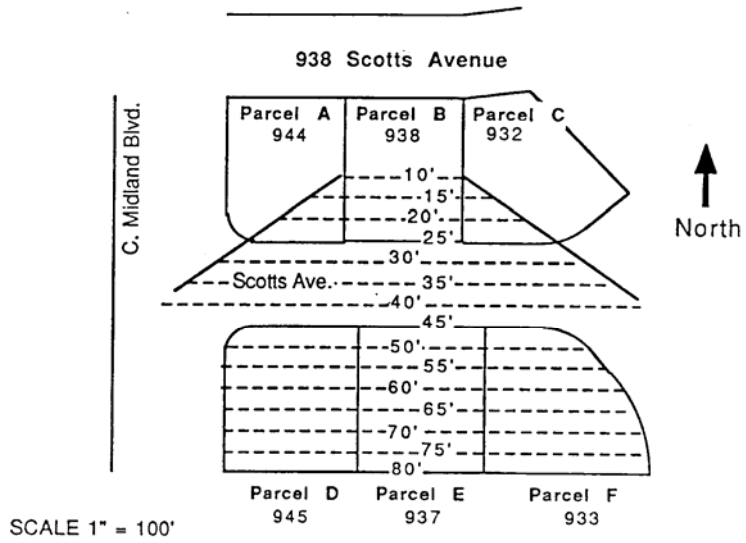 938 Scotts Avenue
C. Midland Blvd.
Parcel A
944
Parcel B
938
Parcel C
932
North
10'
15'
20'
25'
30'
Scotts Ave.
35'
40'
45'
50'
55'
60'
65'
70'
75'
80'
Parcel D
945
Parcel E
937
Parcel F
933
SCALE 1" = 100'